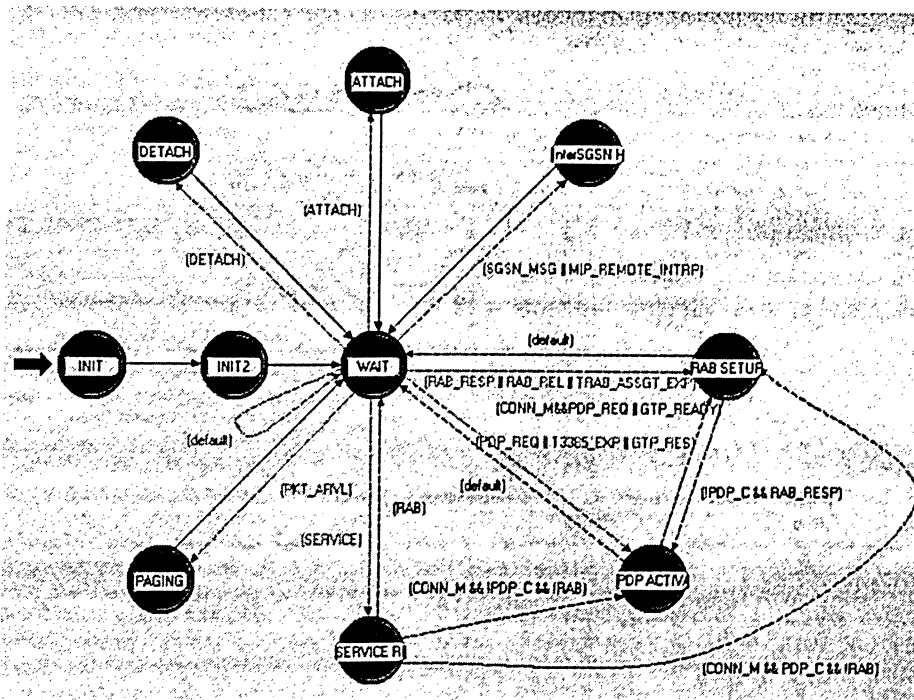 ATTACH
DETACH
InterSGSN H
(ATTACH)
(DETACH)
(SGSN_MSG || MIP_REMOTE_INTRP)
(default)
INIT
INIT2
WAIT
RAB SETUP
(RAB_RESP || RAB_REL || TRAB_ASSGT_EXP)
(CONN_M&&PDP_REQ || GTP_READY)
(default)
(PDP_REQ || T3385_EXP || GTP_RES)
(PKT_ARVL)
(default)
(!PDP_C && RAB_RESP)
(RAB)
(SERVICE)
PAGING
(CONN_M && !PDP_C && !RAB)
PDP ACTIVA
SERVICE R
(CONN_M && PDP_C && !RAB)